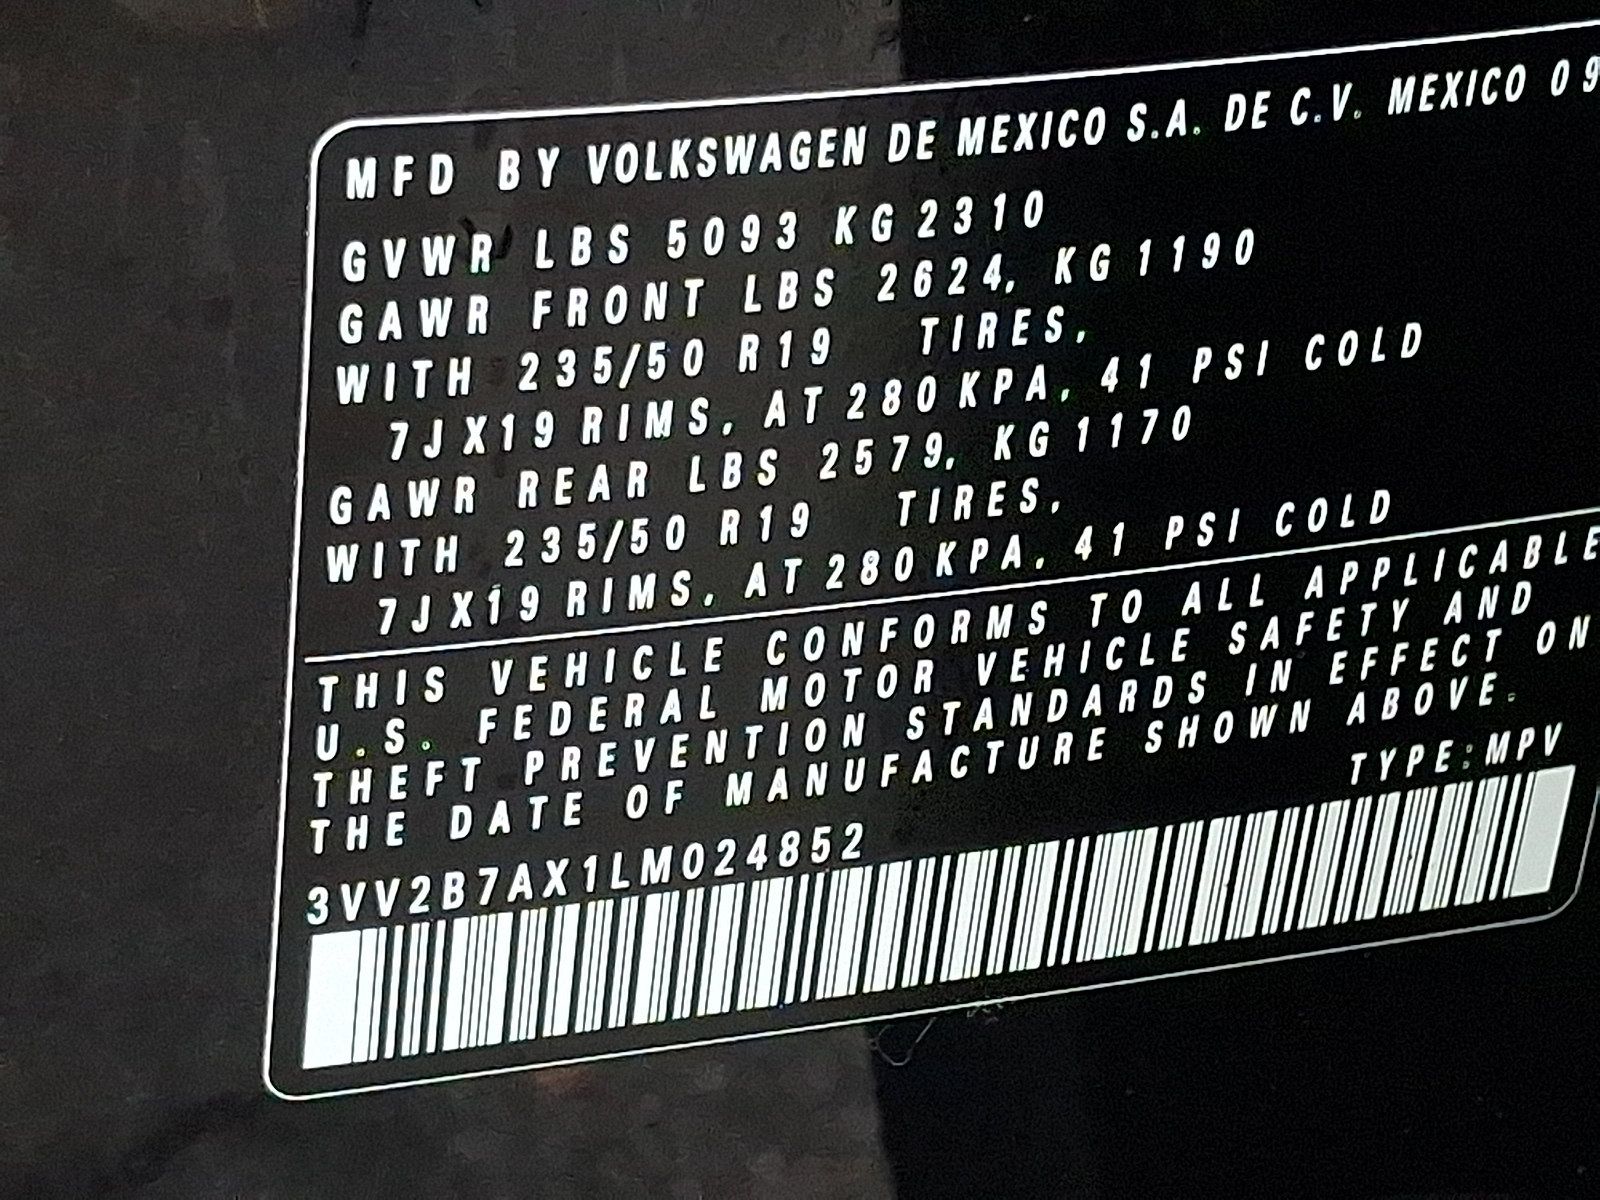 MFD BY VOLKSWAGEN DE MEXICO S.A. DE C.V. MEXICO 09
GVWR LBS 5093 KG 2310
GAWR FRONT LBS 2624, KG 1190
WITH 235/50 R19 TIRES,
7JX19 RIMS, AT 280 KPA, 41 PSI COLD
GAWR REAR LBS 2579, KG 1170
WITH 235/50 R19 TIRES,
7JX19 RIMS, AT 280 KPA, 41 PSI COLD
THIS VEHICLE CONFORMS TO ALL APPLICABLE
U.S. FEDERAL MOTOR VEHICLE SAFETY AND
THEFT PREVENTION STANDARDS IN EFFECT ON
THE DATE OF MANUFACTURE SHOWN ABOVE.
TYPE:MPV
3VV2B7AX1LM024852